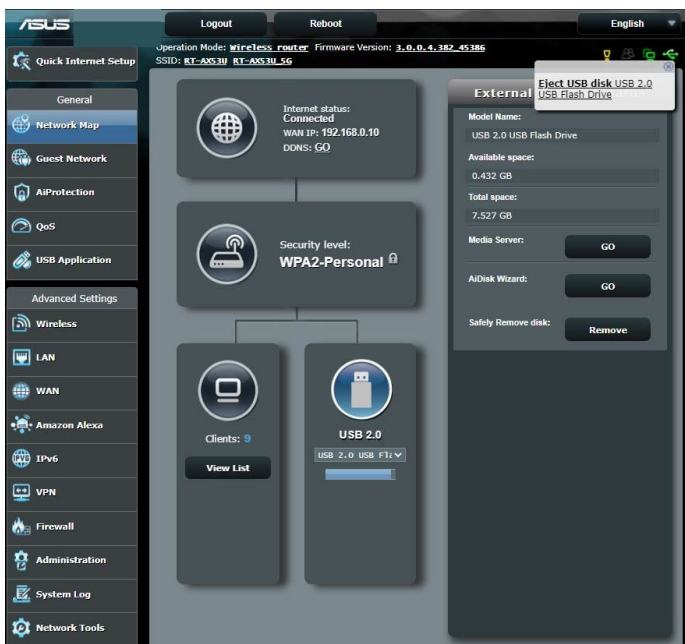 ASUS
Logout
Reboot
English
Operation Mode: Wireless router Firmware Version: 3.0.0.4.382_45386
SSID: RT-AX53U RT-AX53U_5G
Quick Internet Setup
General
Network Map
Guest Network
AiProtection
QoS
USB Application
Advanced Settings
Wireless
LAN
WAN
Amazon Alexa
IPv6
VPN
Firewall
Administration
System Log
Network Tools
Internet status:
Connected
WAN IP: 192.168.0.10
DDNS: GO
Security level:
WPA2-Personal
Clients: 9
View List
USB 2.0
USB 2.0 USB Fla
External
Eject USB disk USB 2.0
USB Flash Drive
Model Name:
USB 2.0 USB Flash Drive
Available space:
0.432 GB
Total space:
7.527 GB
Media Server:
GO
AiDisk Wizard:
GO
Safely Remove disk:
Remove